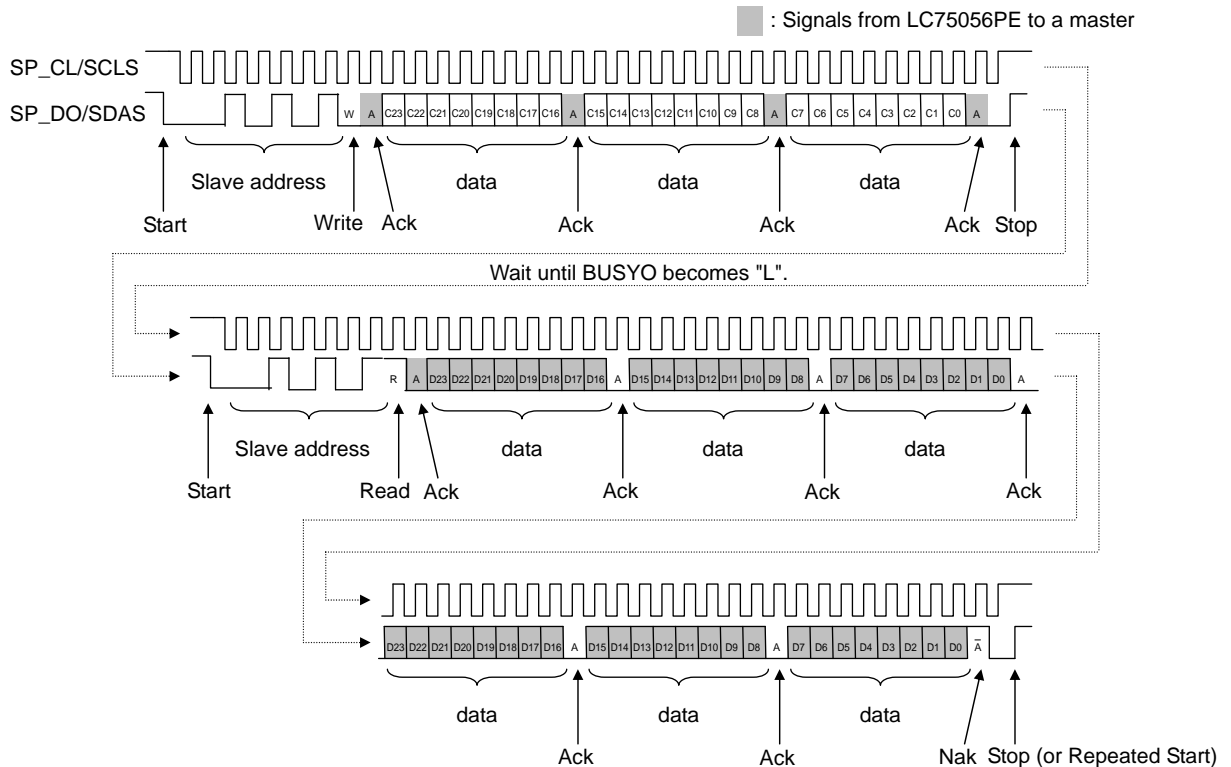 : Signals from LC75056PE to a master
SP_CL/SCLS
SP_DO/SDAS
W A C23 C22 C21 C20 C19 C18 C17 C16 A C15 C14 C13 C12 C11 C10 C9 C8 A C7 C6 C5 C4 C3 C2 C1 C0 A
Slave address data data data
Start Write Ack Ack Ack Ack Stop
Wait until BUSYO becomes "L".
R A D23 D22 D21 D20 D19 D18 D17 D16 A D15 D14 D13 D12 D11 D10 D9 D8 A D7 D6 D5 D4 D3 D2 D1 D0 A
Slave address data data data
Start Read Ack Ack Ack Ack
D23 D22 D21 D20 D19 D18 D17 D16 A D15 D14 D13 D12 D11 D10 D9 D8 A D7 D6 D5 D4 D3 D2 D1 D0 A̅
data data data
Ack Ack Nak Stop (or Repeated Start)